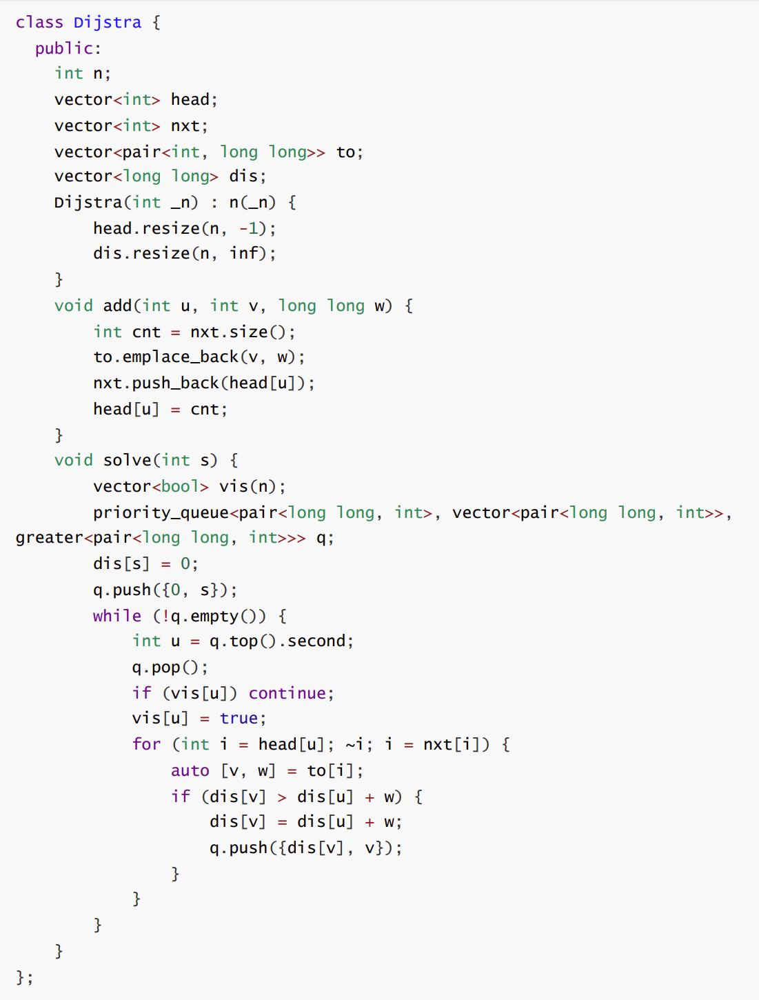 class Dijstra {
  public:
    int n;
    vector<int> head;
    vector<int> nxt;
    vector<pair<int, long long>> to;
    vector<long long> dis;
    Dijstra(int _n) : n(_n) {
        head.resize(n, -1);
        dis.resize(n, inf);
    }
    void add(int u, int v, long long w) {
        int cnt = nxt.size();
        to.emplace_back(v, w);
        nxt.push_back(head[u]);
        head[u] = cnt;
    }
    void solve(int s) {
        vector<bool> vis(n);
        priority_queue<pair<long long, int>, vector<pair<long long, int>>,
greater<pair<long long, int>>> q;
        dis[s] = 0;
        q.push({0, s});
        while (!q.empty()) {
            int u = q.top().second;
            q.pop();
            if (vis[u]) continue;
            vis[u] = true;
            for (int i = head[u]; ~i; i = nxt[i]) {
                auto [v, w] = to[i];
                if (dis[v] > dis[u] + w) {
                    dis[v] = dis[u] + w;
                    q.push({dis[v], v});
                }
            }
        }
    }
};